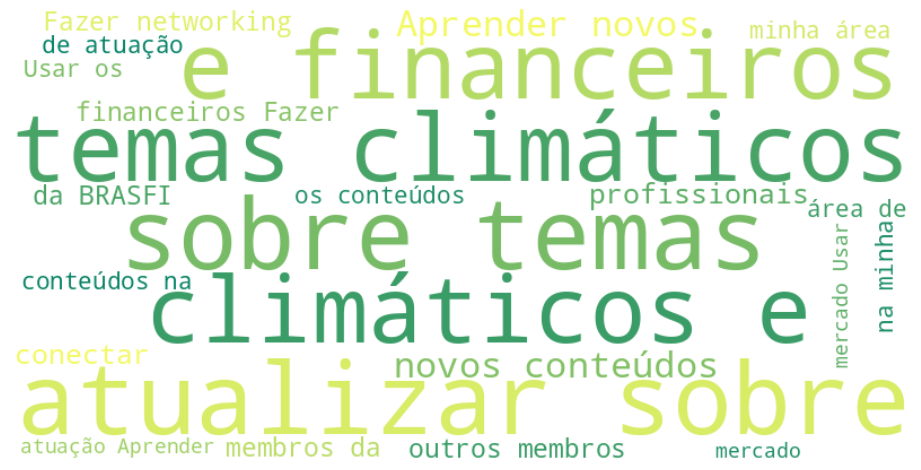 Fazer networking
Aprender novos
minha área
de atuação
e financeiros
Usar os
financeiros Fazer
temas climáticos
da BRASFI
os conteúdos
profissionais
área de
sobre temas
mercado Usar
na minha
conteúdos na
climáticos e
conectar
novos conteúdos
atualizar sobre
atuação Aprender
membros da
outros membros
mercado